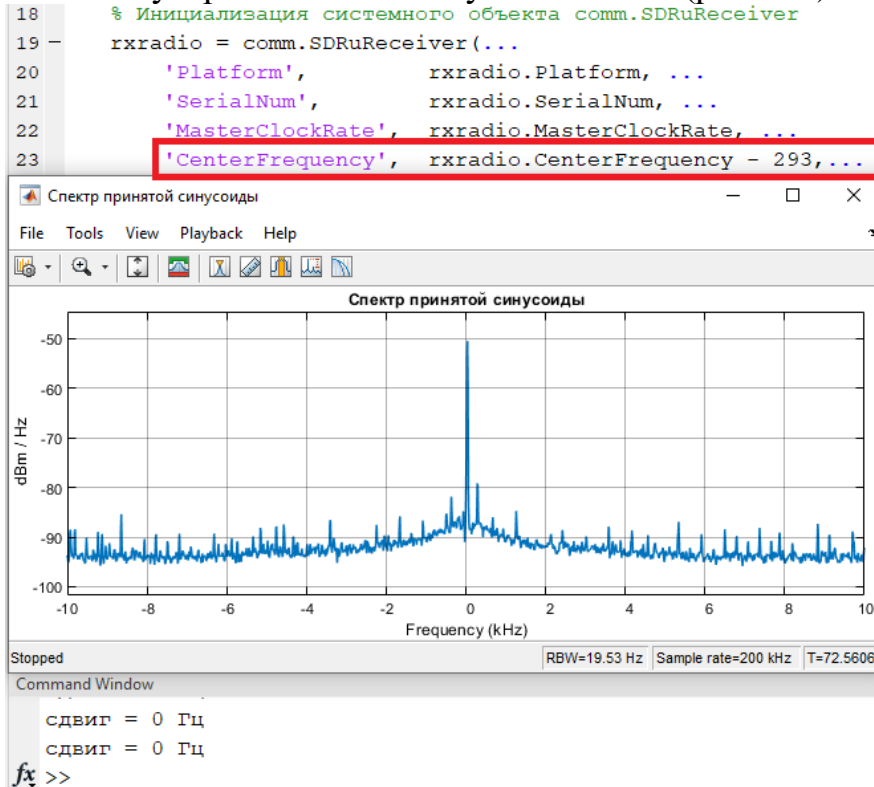 18 % Инициализация системного объекта comm.SDRuReceiver
19 – rxradio = comm.SDRuReceiver(...
20 'Platform', rxradio.Platform, ...
21 'SerialNum', rxradio.SerialNum, ...
22 'MasterClockRate', rxradio.MasterClockRate, ...
23 'CenterFrequency', rxradio.CenterFrequency - 293,...
Спектр принятой синусоиды
File Tools View Playback Help
Спектр принятой синусоиды
-50
-60
-70
-80
-90
-100
dBm / Hz
-10 -8 -6 -4 -2 0 2 4 6 8 10
Frequency (kHz)
Stopped RBW=19.53 Hz Sample rate=200 kHz T=72.5606
Command Window
сдвиг = 0 Гц
сдвиг = 0 Гц
fx >>